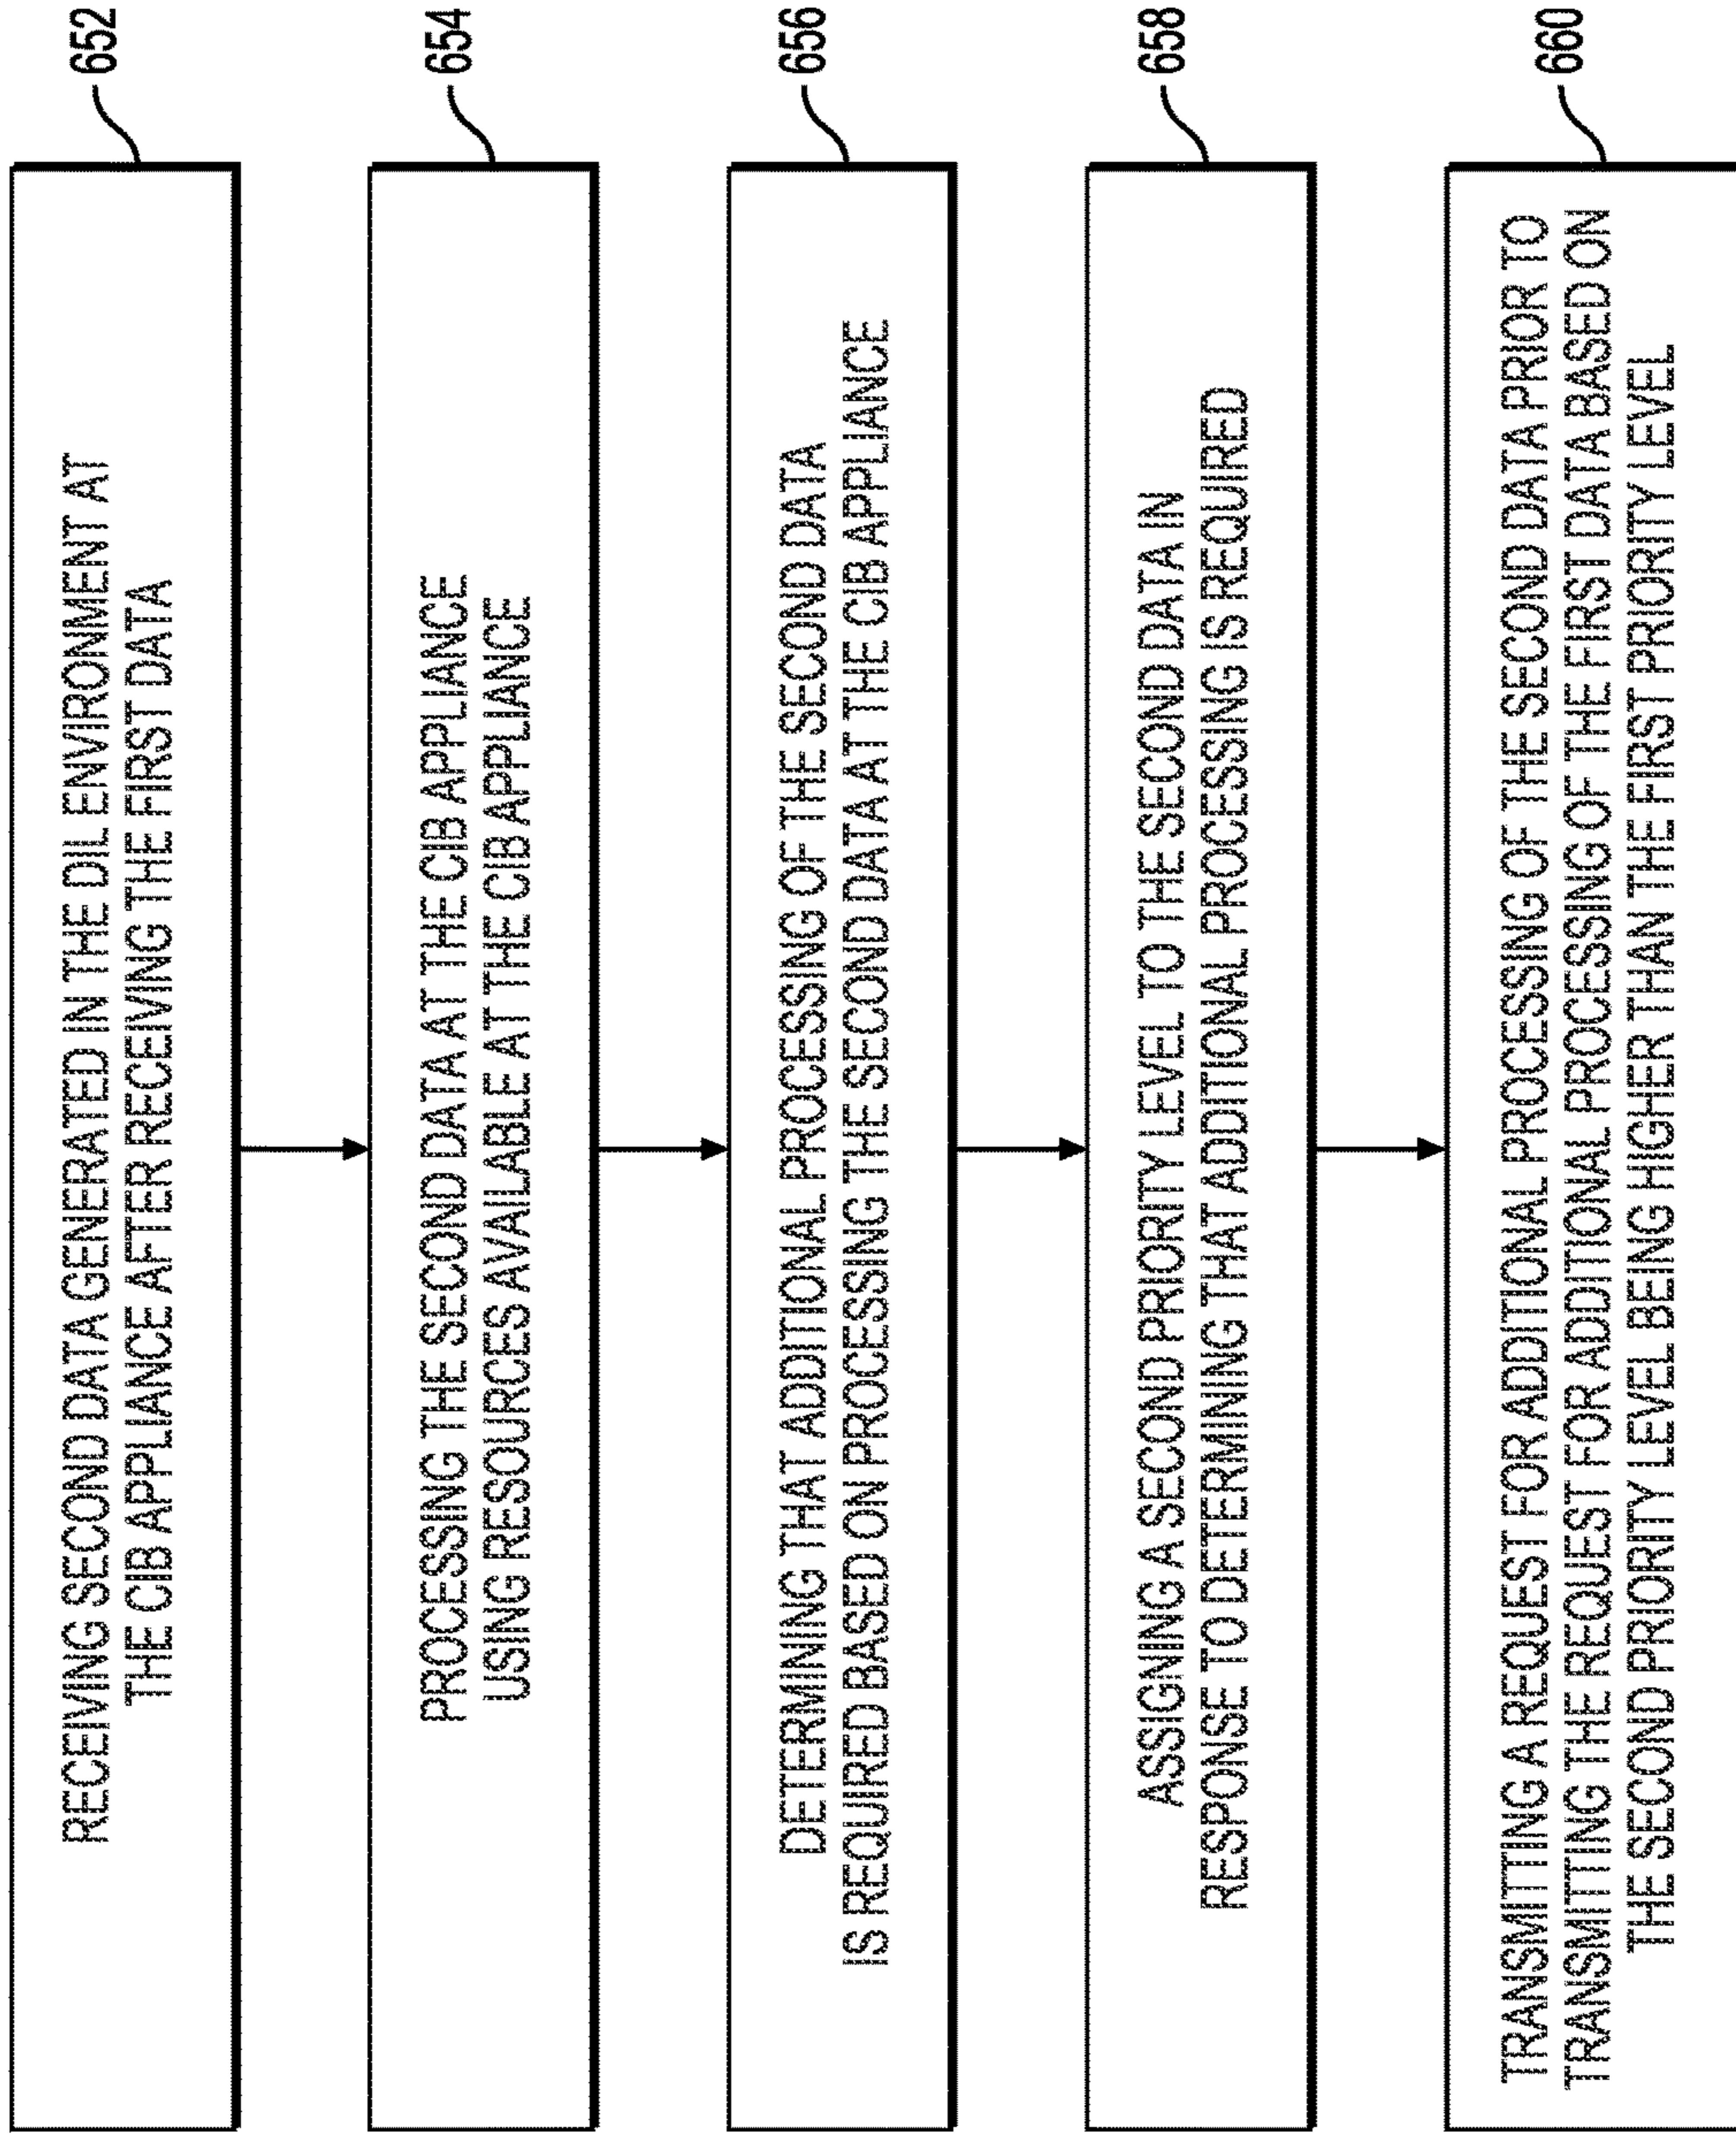 RECEIVING SECOND DATA GENERATED IN THE DIL ENVIRONMENT AT
THE CIB APPLIANCE AFTER RECEIVING THE FIRST DATA
652
PROCESSING THE SECOND DATA AT THE CIB APPLIANCE
USING RESOURCES AVAILABLE AT THE CIB APPLIANCE
654
DETERMINING THAT ADDITIONAL PROCESSING OF THE SECOND DATA
IS REQUIRED BASED ON PROCESSING THE SECOND DATA AT THE CIB APPLIANCE
656
ASSIGNING A SECOND PRIORITY LEVEL TO THE SECOND DATA IN
RESPONSE TO DETERMINING THAT ADDITIONAL PROCESSING IS REQUIRED
658
TRANSMITTING A REQUEST FOR ADDITIONAL PROCESSING OF THE SECOND DATA PRIOR TO
TRANSMITTING THE REQUEST FOR ADDITIONAL PROCESSING OF THE FIRST DATA BASED ON
THE SECOND PRIORITY LEVEL BEING HIGHER THAN THE FIRST PRIORITY LEVEL
660